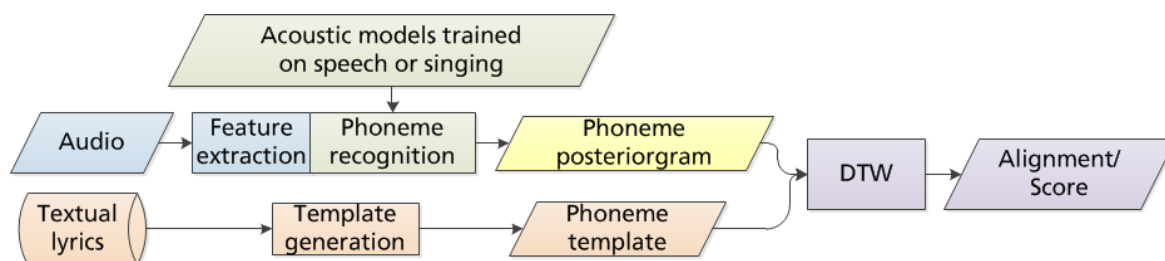 Acoustic models trained
on speech or singing
Audio
Feature
extraction
Phoneme
recognition
Phoneme
posteriorgram
DTW
Alignment/
Score
Textual
lyrics
Template
generation
Phoneme
template